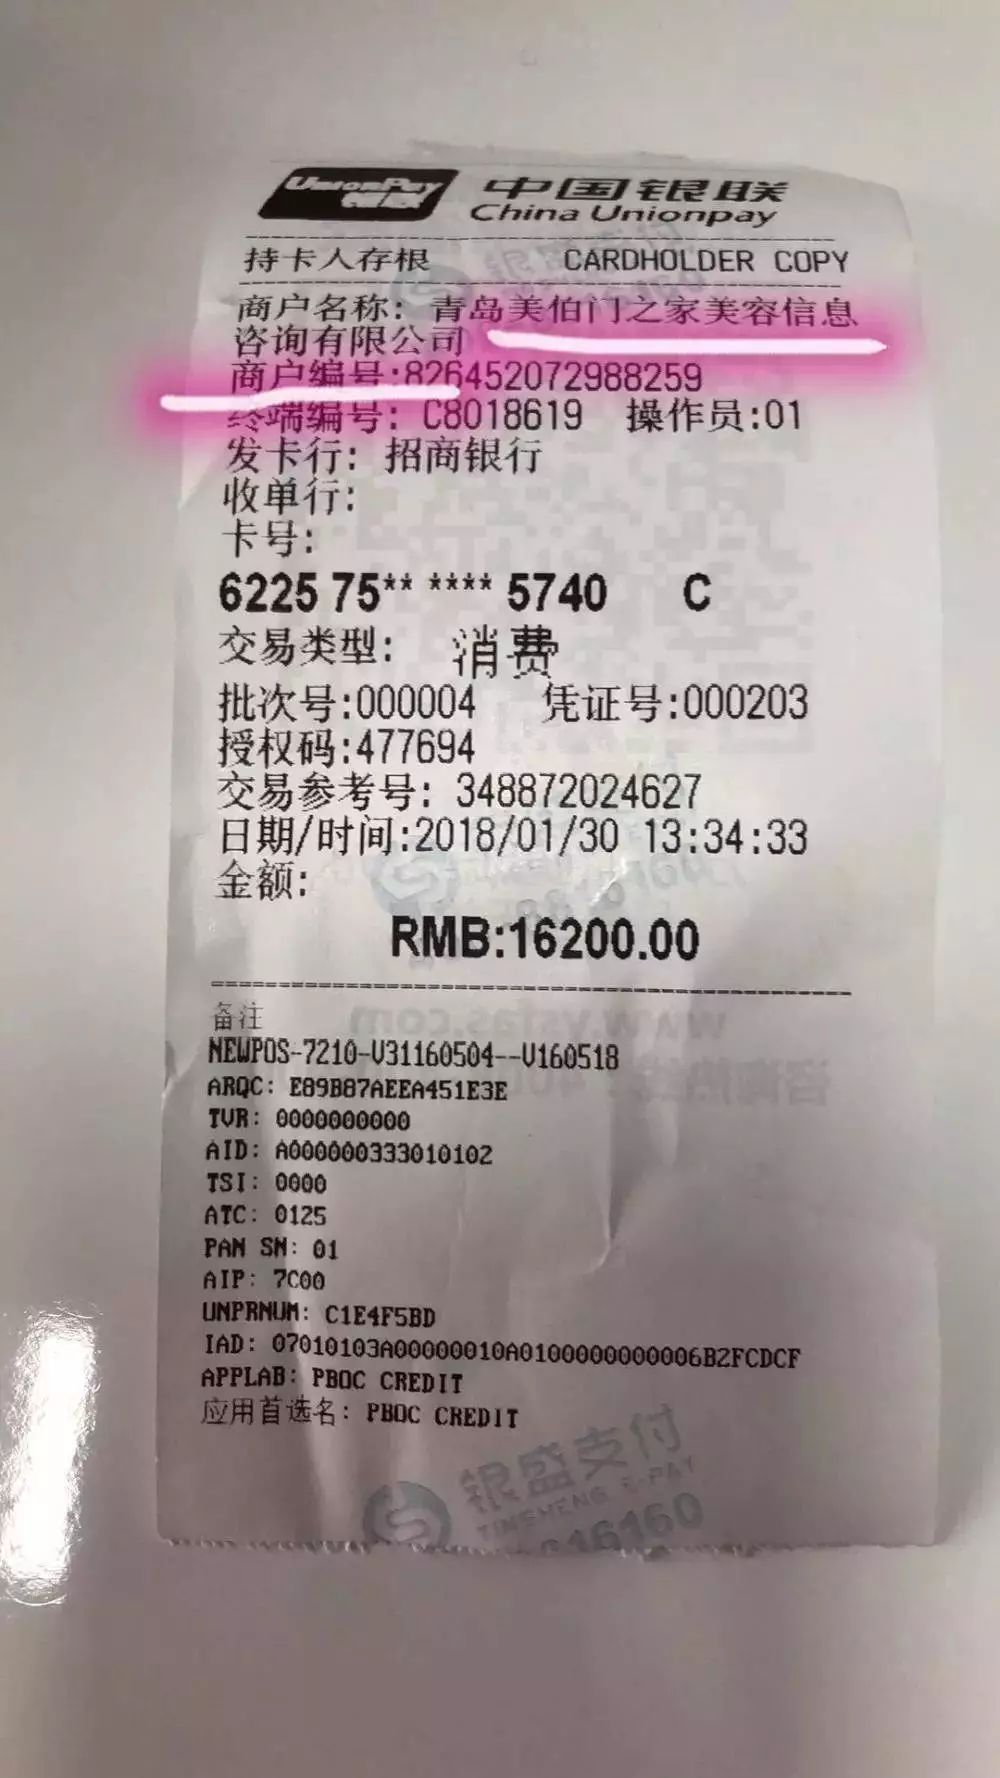 UnionPay
银联
中国银联
China Unionpay
持卡人存根 CARDHOLDER COPY
商户名称: 青岛美伯门之家美容信息
咨询有限公司
商户编号:826452072988259
终端编号: C8018619 操作员:01
发卡行: 招商银行
收单行:
卡号:
6225 75** **** 5740 C
交易类型: 消费
批次号:000004 凭证号:000203
授权码:477694
交易参考号: 348872024627
日期/时间:2018/01/30 13:34:33
金额:
RMB:16200.00
备注
NEWPOS-7210-V31160504--V160518
ARQC: E89B87AEEA451E3E
TVR: 0000000000
AID: A000000333010102
TSI: 0000
ATC: 0125
PAN SN: 01
AIP: 7C00
UNPRNUM: C1E4F5BD
IAD: 07010103A00000010A0100000000006B2FCDCF
APPLAB: PBOC CREDIT
应用首选名: PBOC CREDIT
银盛支付
YINSHENG E-PAY